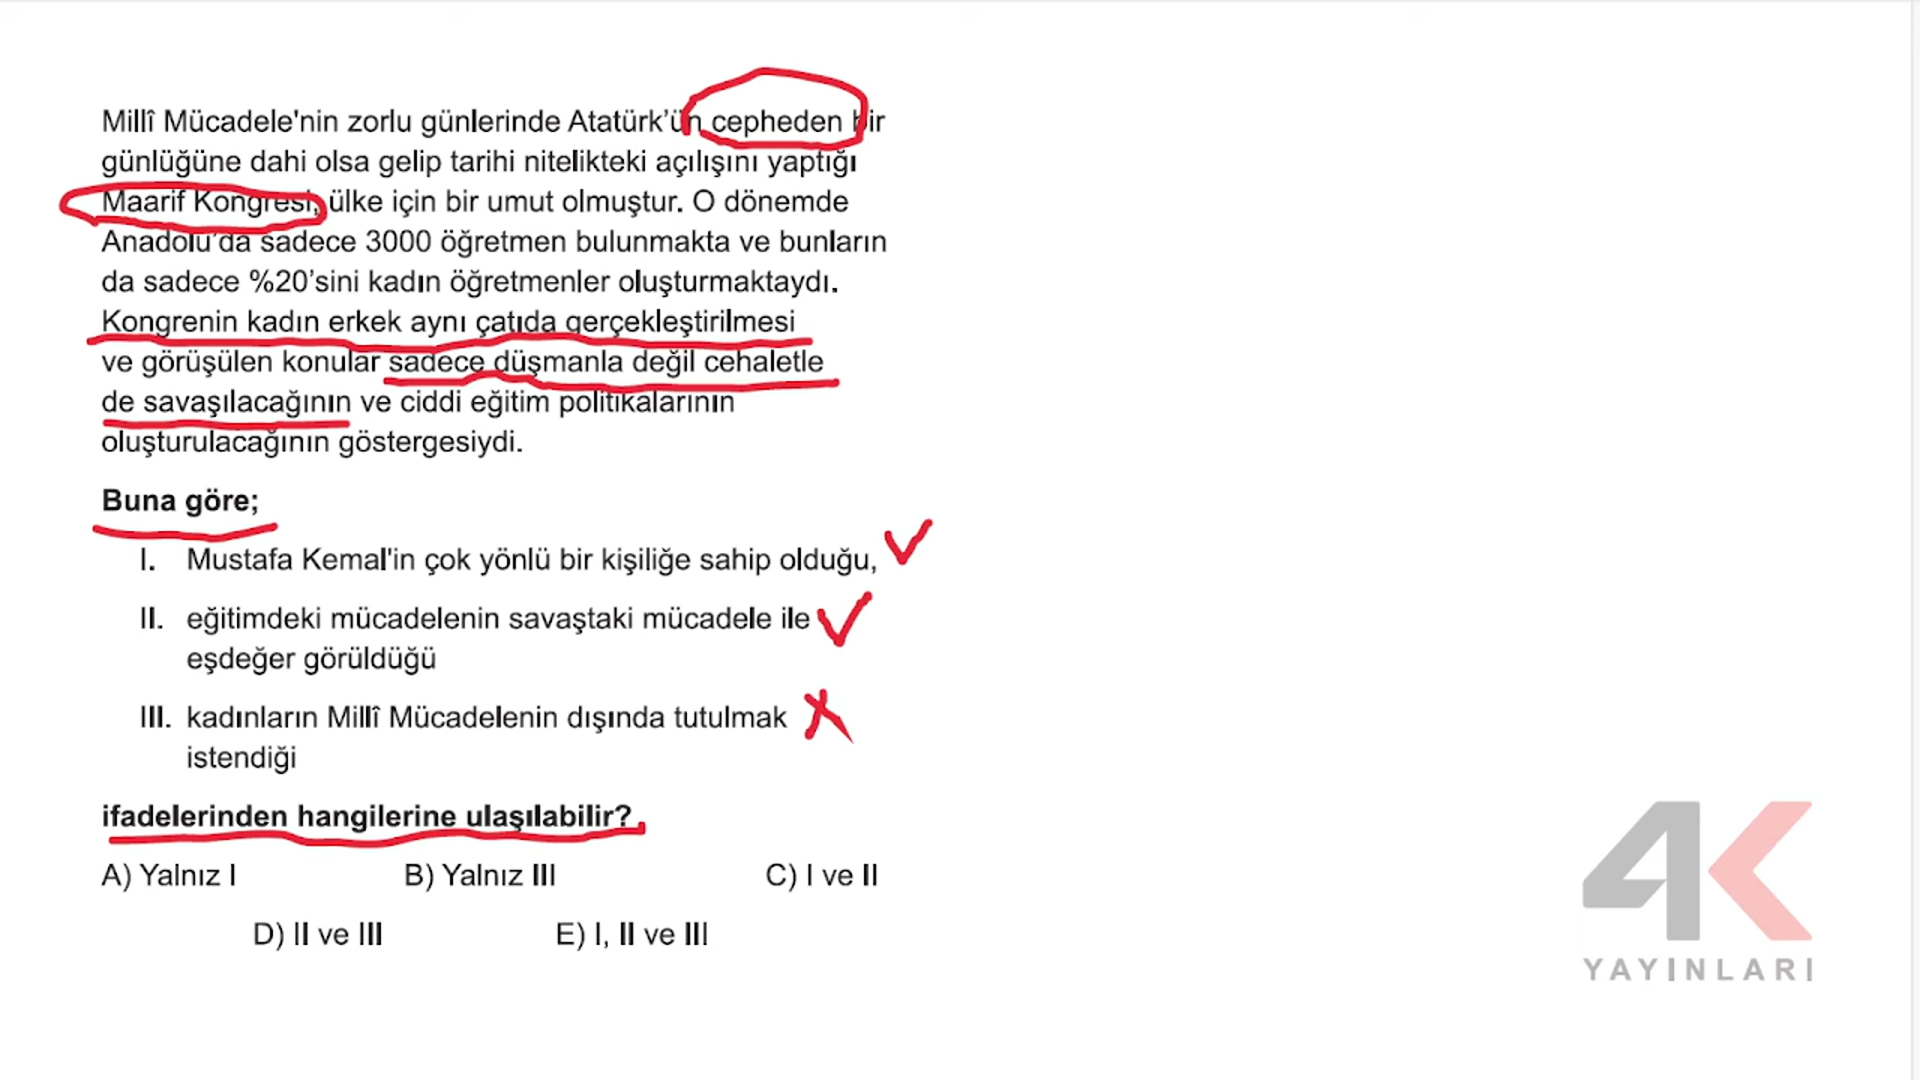 Millî Mücadele'nin zorlu günlerinde Atatürk'ün cepheden bir
günlüğüne dahi olsa gelip tarihi nitelikteki açılışını yaptığı
Maarif Kongresi, ülke için bir umut olmuştur. O dönemde
Anadolu'da sadece 3000 öğretmen bulunmakta ve bunların
da sadece %20'sini kadın öğretmenler oluşturmaktaydı.
Kongrenin kadın erkek aynı çatıda gerçekleştirilmesi
ve görüşülen konular sadece düşmanla değil cehaletle
de savaşılacağının ve ciddi eğitim politikalarının
oluşturulacağının göstergesiydi.
Buna göre;
I. Mustafa Kemal'in çok yönlü bir kişiliğe sahip olduğu,
II. eğitimdeki mücadelenin savaştaki mücadele ile
eşdeğer görüldüğü
III. kadınların Millî Mücadelenin dışında tutulmak
istendiği
ifadelerinden hangilerine ulaşılabilir?
A) Yalnız I B) Yalnız III C) I ve II
D) II ve III E) I, II ve III
4K
YAYINLARI